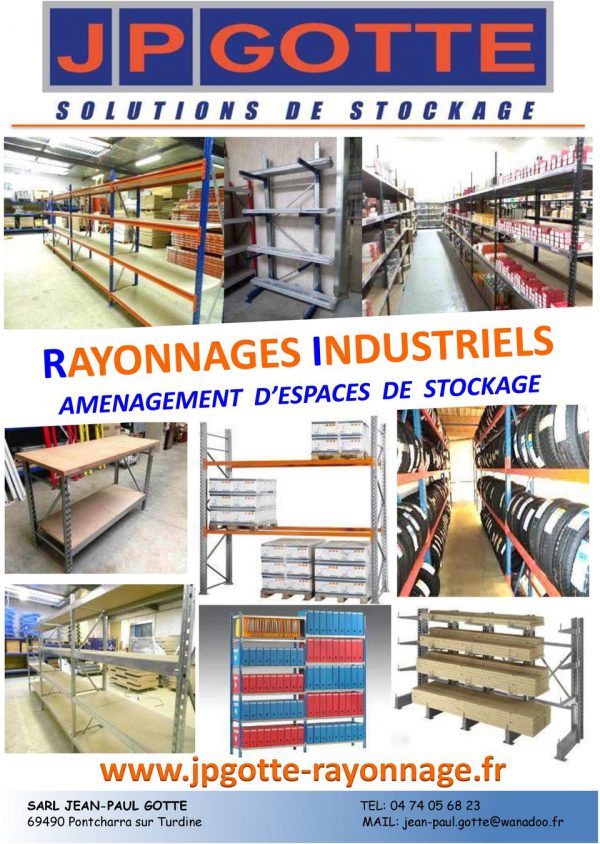 JP GOTTE
SOLUTIONS DE STOCKAGE
RAYONNAGES INDUSTRIELS
AMENAGEMENT D'ESPACES DE STOCKAGE
www.jpgotte-rayonnage.fr
SARL JEAN-PAUL GOTTE
TEL: 04 74 05 68 23
69490 Pontcharra sur Turdine
MAIL: jean-paul.gotte@wanadoo.fr